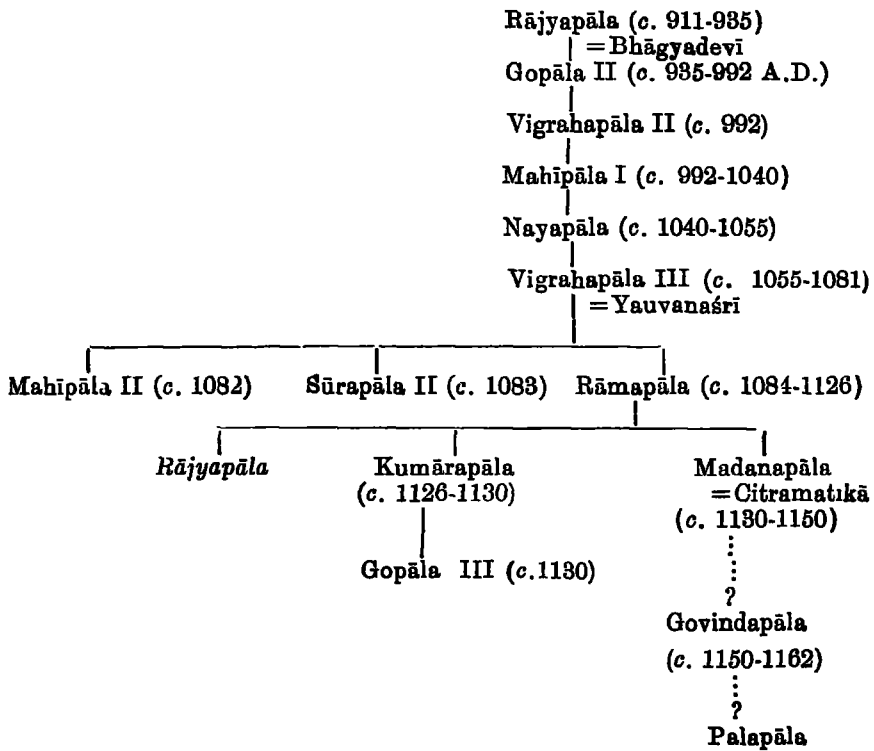 Rājyapāla (c. 911-935)
=Bhāgyadevī
Gopāla II (c. 935-992 A.D.)
Vigrahapāla II (c. 992)
Mahīpāla I (c. 992-1040)
Nayapāla (c. 1040-1055)
Vigrahapāla III (c. 1055-1081)
=Yauvanaśrī
Mahīpāla II (c. 1082) Śūrapāla II (c. 1083) Rāmapāla (c. 1084-1126)
Rājyapāla Kumārapāla Madanapāla
=Citramatikā
(c. 1126-1130) (c. 1130-1150)
Gopāla III (c.1130)
?
Govindapāla
(c. 1150-1162)
?
Palapāla